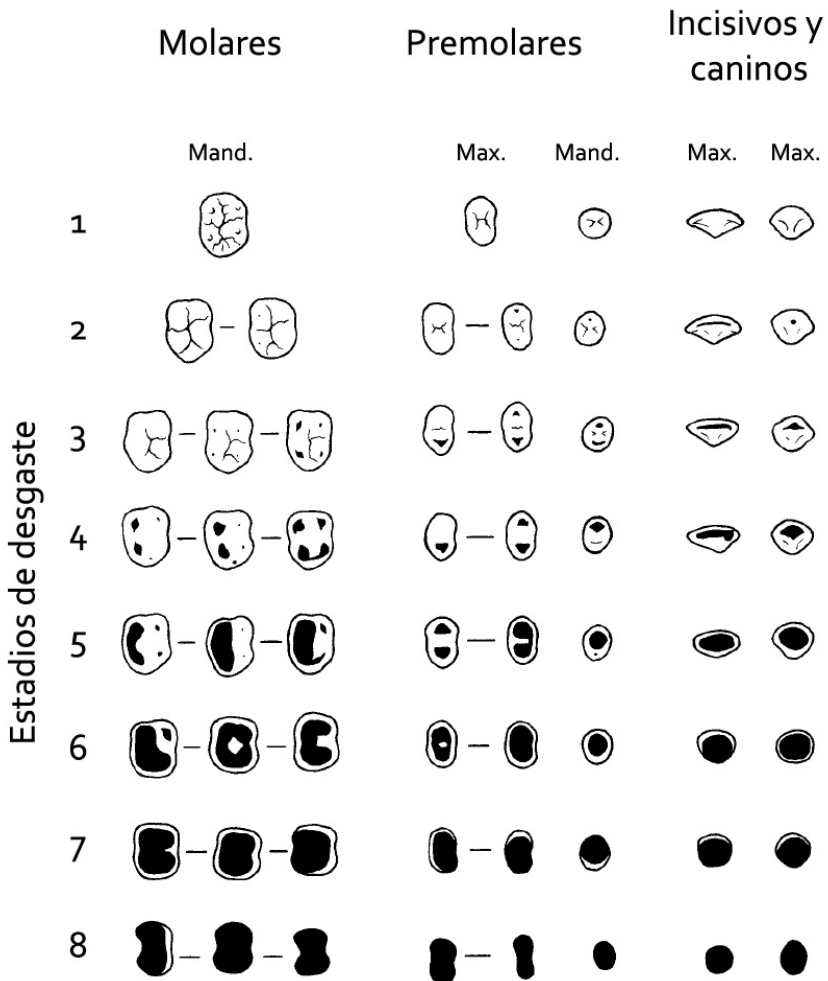 Molares
Premolares
Incisivos y
caninos
Mand.
Max.
Mand.
Max.
Max.
1
2
3
4
5
6
7
8
Estadios de desgaste